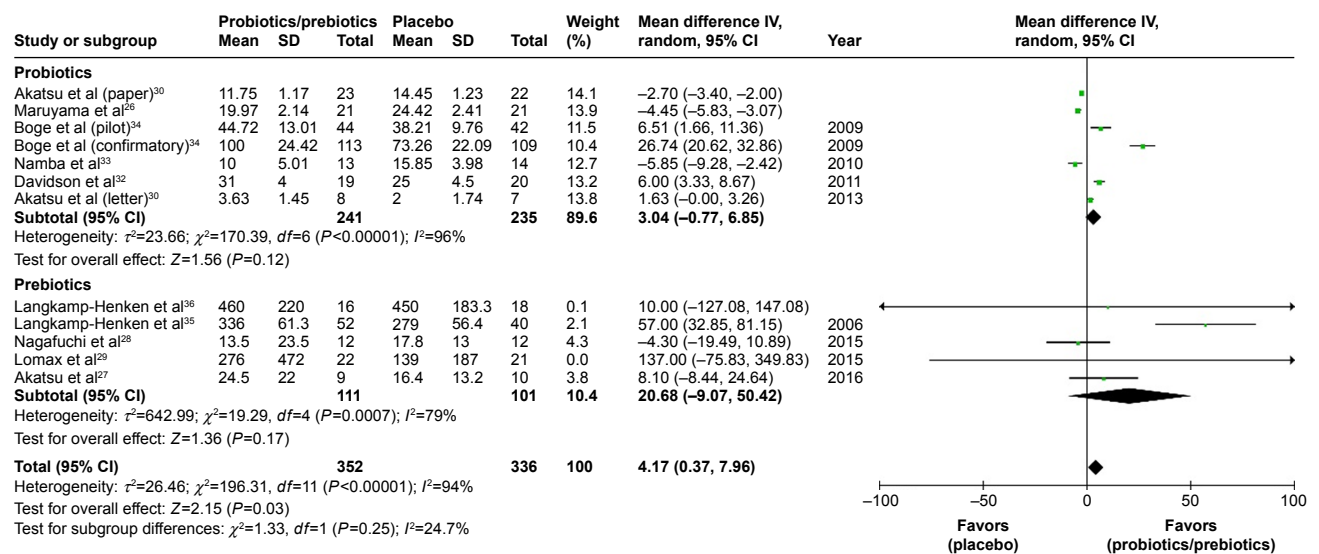 Probiotics/prebiotics Placebo Weight Mean difference IV, Mean difference IV,
Study or subgroup Mean SD Total Mean SD Total (%) random, 95% CI Year random, 95% CI
Probiotics
Akatsu et al (paper)³⁰ 11.75 1.17 23 14.45 1.23 22 14.1 –2.70 (–3.40, –2.00)
Maruyama et al²⁶ 19.97 2.14 21 24.42 2.41 21 13.9 –4.45 (–5.83, –3.07)
Boge et al (pilot)³⁴ 44.72 13.01 44 38.21 9.76 42 11.5 6.51 (1.66, 11.36) 2009
Boge et al (confirmatory)³⁴ 100 24.42 113 73.26 22.09 109 10.4 26.74 (20.62, 32.86) 2009
Namba et al³³ 10 5.01 13 15.85 3.98 14 12.7 –5.85 (–9.28, –2.42) 2010
Davidson et al³² 31 4 19 25 4.5 20 13.2 6.00 (3.33, 8.67) 2011
Akatsu et al (letter)³⁰ 3.63 1.45 8 2 1.74 7 13.8 1.63 (–0.00, 3.26) 2013
Subtotal (95% CI) 241 235 89.6 3.04 (–0.77, 6.85)
Heterogeneity: τ²=23.66; χ²=170.39, df=6 (P<0.00001); I²=96%
Test for overall effect: Z=1.56 (P=0.12)
Prebiotics
Langkamp-Henken et al³⁶ 460 220 16 450 183.3 18 0.1 10.00 (–127.08, 147.08)
Langkamp-Henken et al³⁵ 336 61.3 52 279 56.4 40 2.1 57.00 (32.85, 81.15) 2006
Nagafuchi et al²⁸ 13.5 23.5 12 17.8 13 12 4.3 –4.30 (–19.49, 10.89) 2015
Lomax et al²⁹ 276 472 22 139 187 21 0.0 137.00 (–75.83, 349.83) 2015
Akatsu et al²⁷ 24.5 22 9 16.4 13.2 10 3.8 8.10 (–8.44, 24.64) 2016
Subtotal (95% CI) 111 101 10.4 20.68 (–9.07, 50.42)
Heterogeneity: τ²=642.99; χ²=19.29, df=4 (P=0.0007); I²=79%
Test for overall effect: Z=1.36 (P=0.17)
Total (95% CI) 352 336 100 4.17 (0.37, 7.96)
Heterogeneity: τ²=26.46; χ²=196.31, df=11 (P<0.00001); I²=94%
Test for overall effect: Z=2.15 (P=0.03)
Test for subgroup differences: χ²=1.33, df=1 (P=0.25); I²=24.7%
–100 –50 0 50 100
Favors Favors
(placebo) (probiotics/prebiotics)